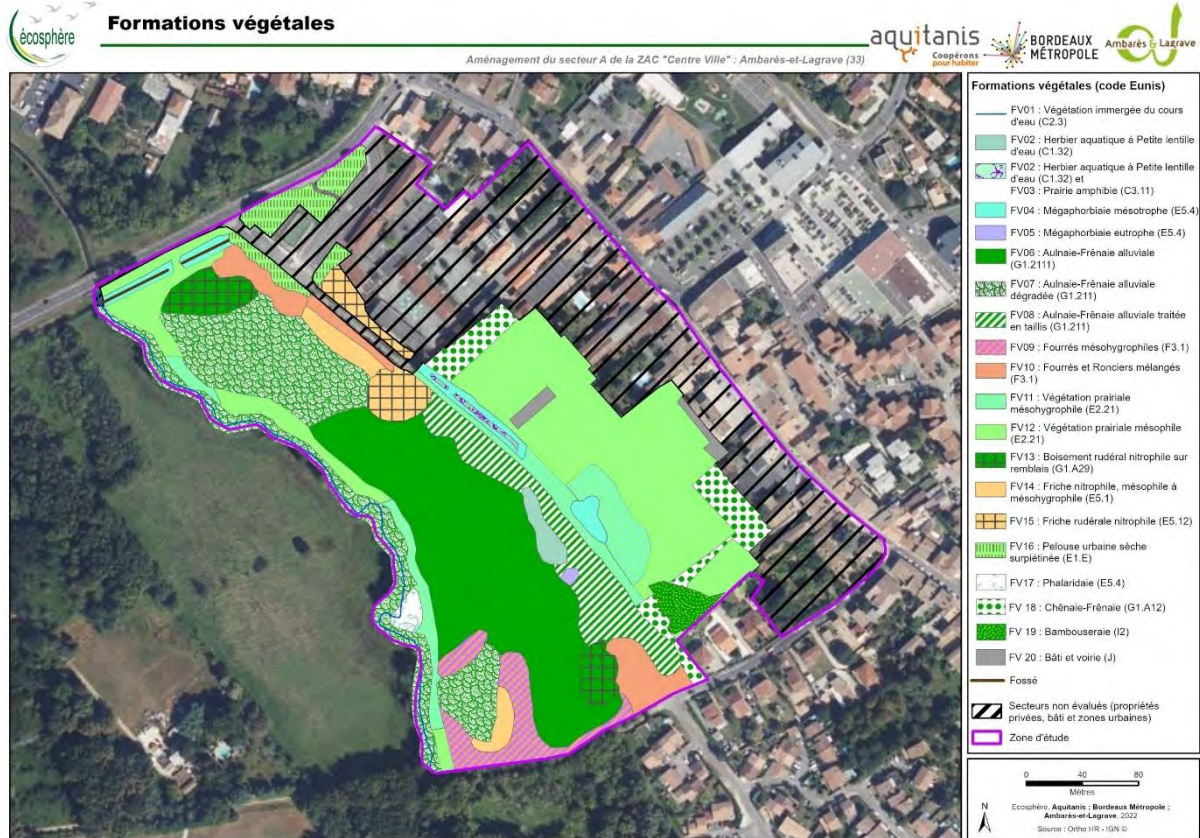 écosphère
Formations végétales
Aménagement du secteur A de la ZAC "Centre Ville" : Ambarès-et-Lagrave (33)
aquitanis
Coopérons
pour habiter
BORDEAUX
MÉTROPOLE
Ambarès & Lagrave
Formations végétales (code Eunis)
FV01 : Végétation immergée du cours
d'eau (C2.3)
FV02 : Herbier aquatique à Petite lentille
d'eau (C1.32)
FV02 : Herbier aquatique à Petite lentille
d'eau (C1.32) et
FV03 : Prairie amphibie (C3.11)
FV04 : Mégaphorbiaie mésotrophe (E5.4)
FV05 : Mégaphorbiaie eutrophe (E5.4)
FV06 : Aulnaie-Frênaie alluviale
(G1.2111)
FV07 : Aulnaie-Frênaie alluviale
dégradée (G1.211)
FV08 : Aulnaie-Frênaie alluviale traitée
en taillis (G1.211)
FV09 : Fourrés mésohygrophiles (F3.1)
FV10 : Fourrés et Ronciers mélangés
(F3.1)
FV11 : Végétation prairiale
mésohygrophile (E2.21)
FV12 : Végétation prairiale mésophile
(E2.21)
FV13 : Boisement rudéral nitrophile sur
remblais (G1.A29)
FV14 : Friche nitrophile, mésophile à
mésohygrophile (E5.1)
FV15 : Friche rudérale nitrophile (E5.12)
FV16 : Pelouse urbaine sèche
surpiétinée (E1.E)
FV17 : Phalaridaie (E5.4)
FV 18 : Chênaie-Frênaie (G1.A12)
FV 19 : Bambouseraie (I2)
FV 20 : Bâti et voirie (J)
Fossé
Secteurs non évalués (propriétés
privées, bâti et zones urbaines)
Zone d'étude
0 40 80
Mètres
N
Ecosphère, Aquitanis ; Bordeaux Métropole ;
Ambarès-et-Lagrave, 2022
Source : Ortho HR - IGN ©